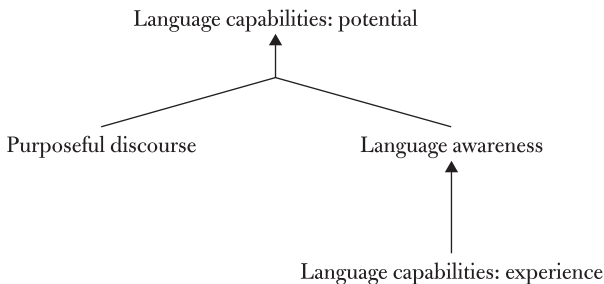 Language capabilities: potential
Purposeful discourse
Language awareness
Language capabilities: experience